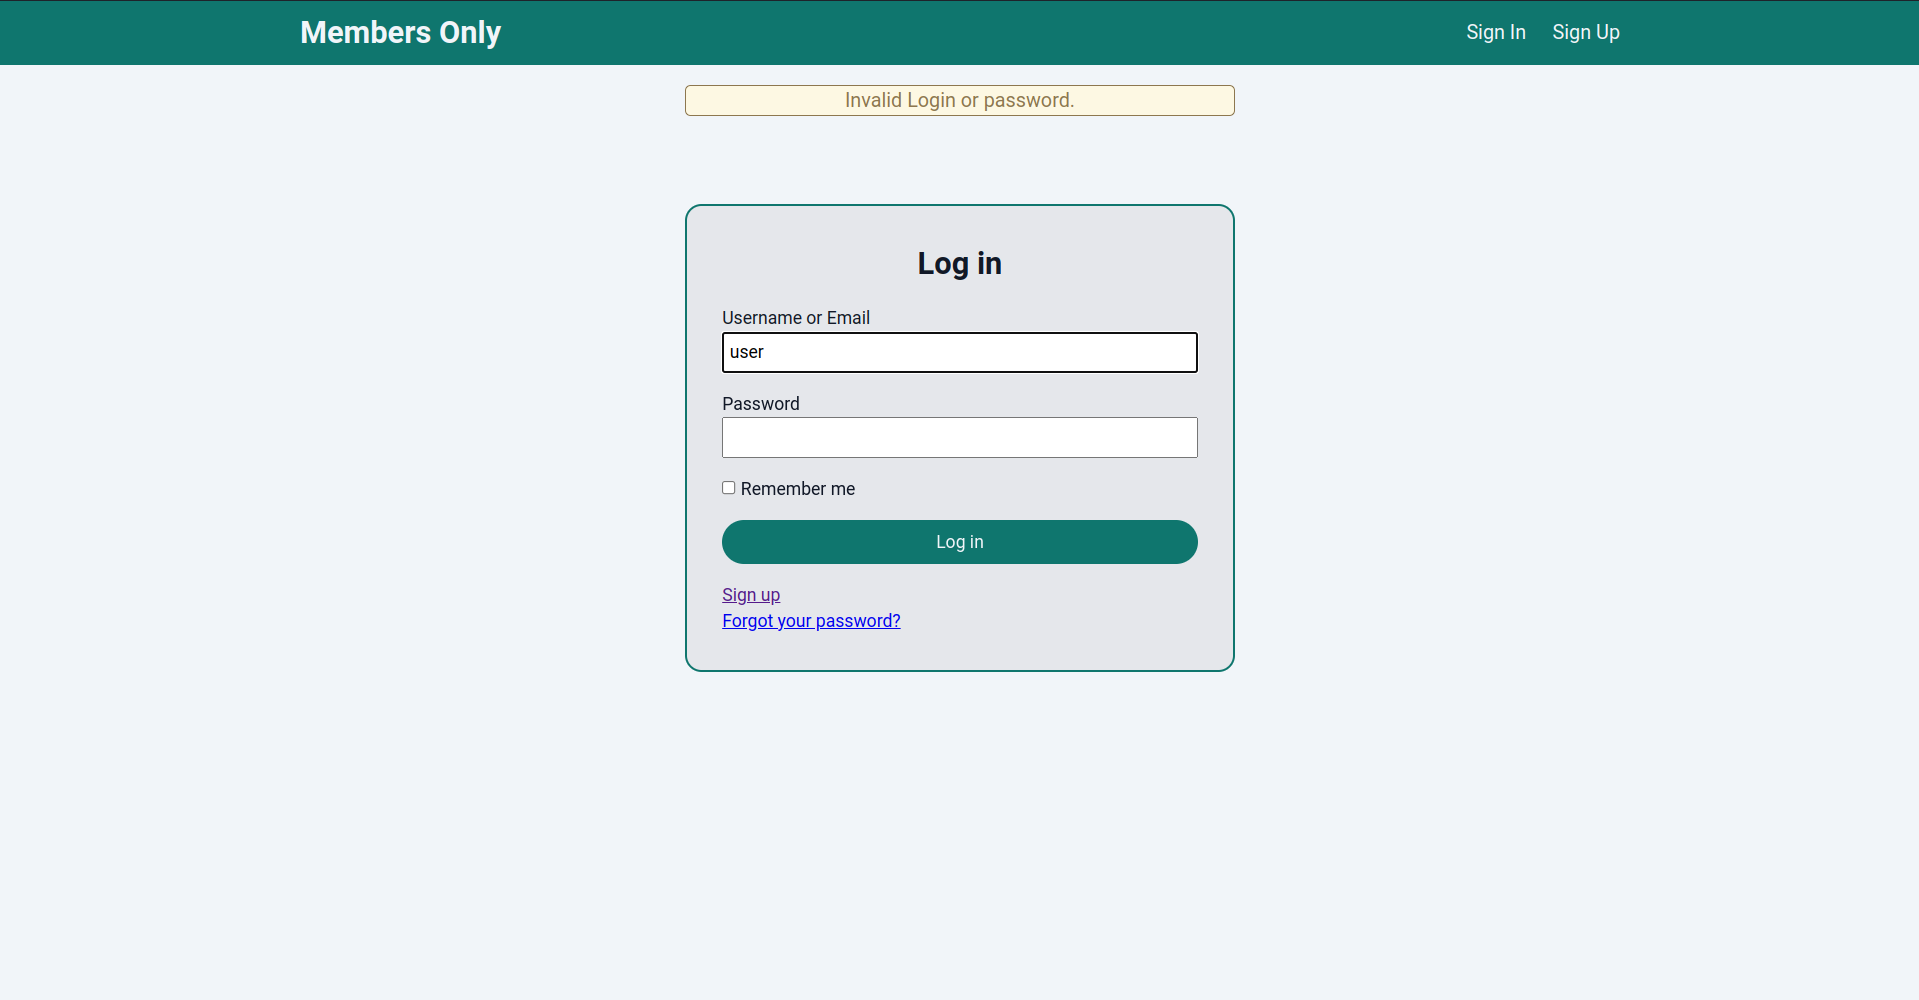 Members Only
Sign In Sign Up
Invalid Login or password.
Log in
Username or Email
user
Password
Remember me
Log in
Sign up
Forgot your password?